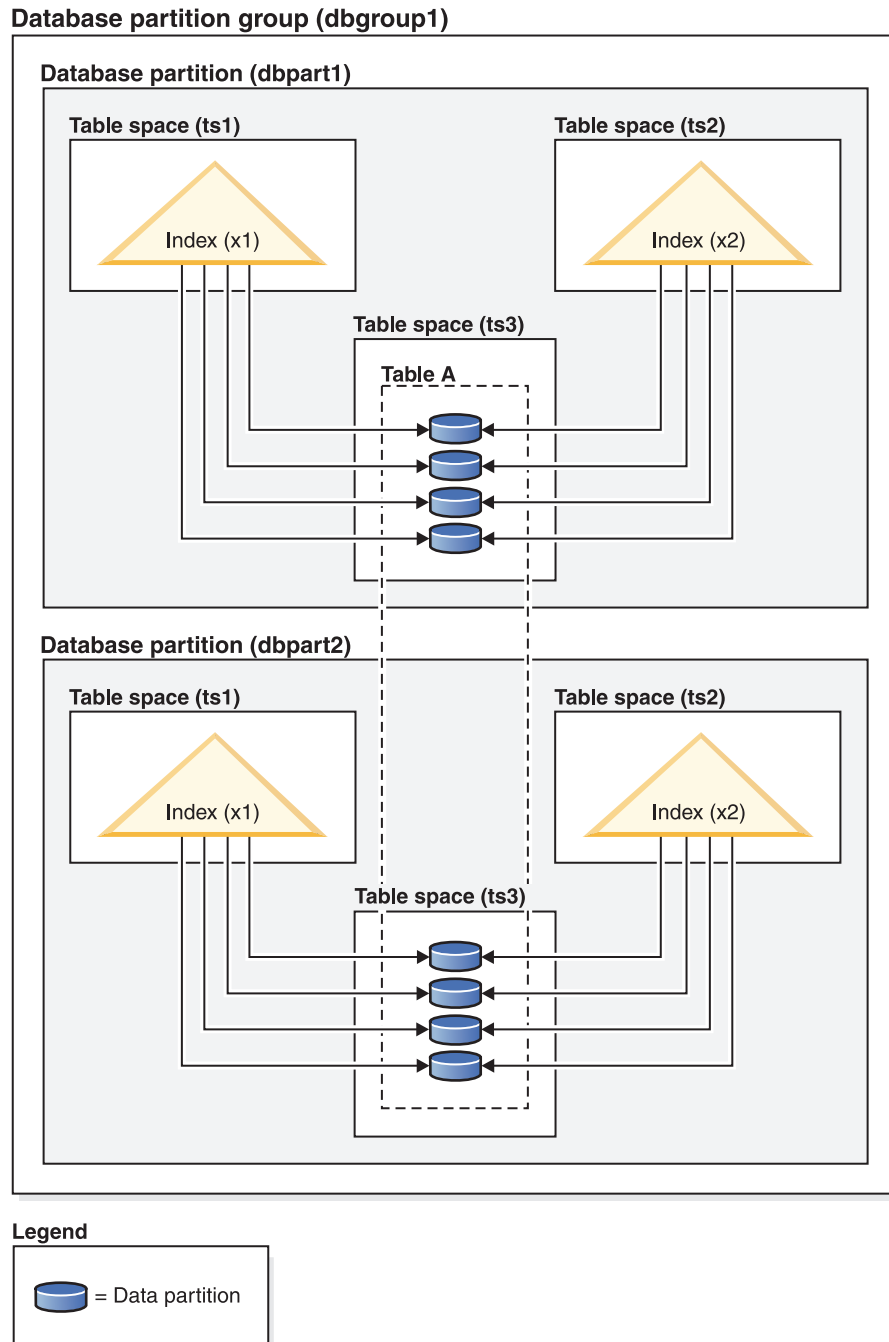 Database partition group (dbgroup1)
Database partition (dbpart1)
Table space (ts1)
Table space (ts2)
Index (x1)
Index (x2)
Table space (ts3)
Table A
Database partition (dbpart2)
Table space (ts1)
Table space (ts2)
Index (x1)
Index (x2)
Table space (ts3)
Legend
= Data partition